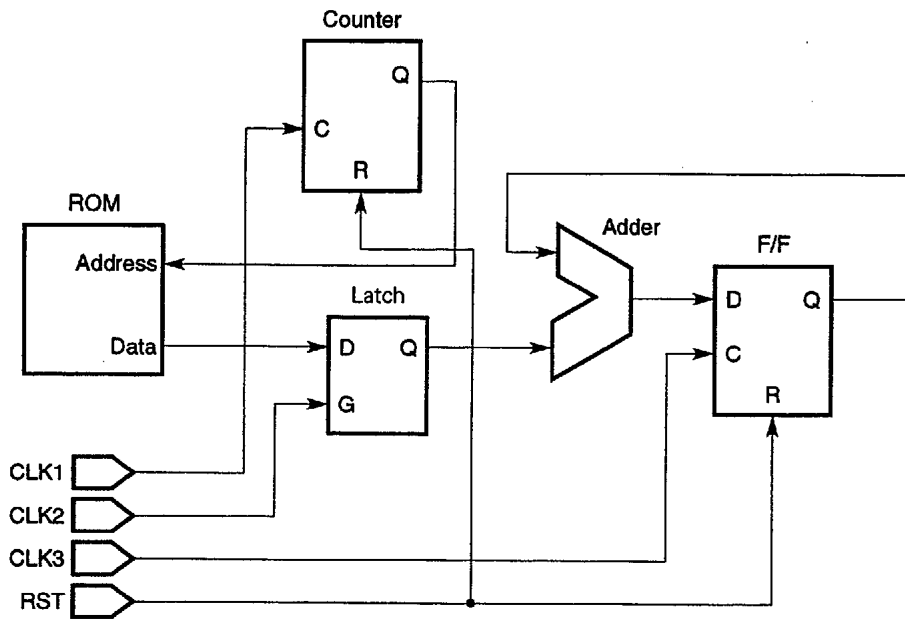 Counter
Q
C
R
ROM
Address
Data
Latch
D
Q
G
Adder
F/F
D
Q
C
R
CLK1
CLK2
CLK3
RST